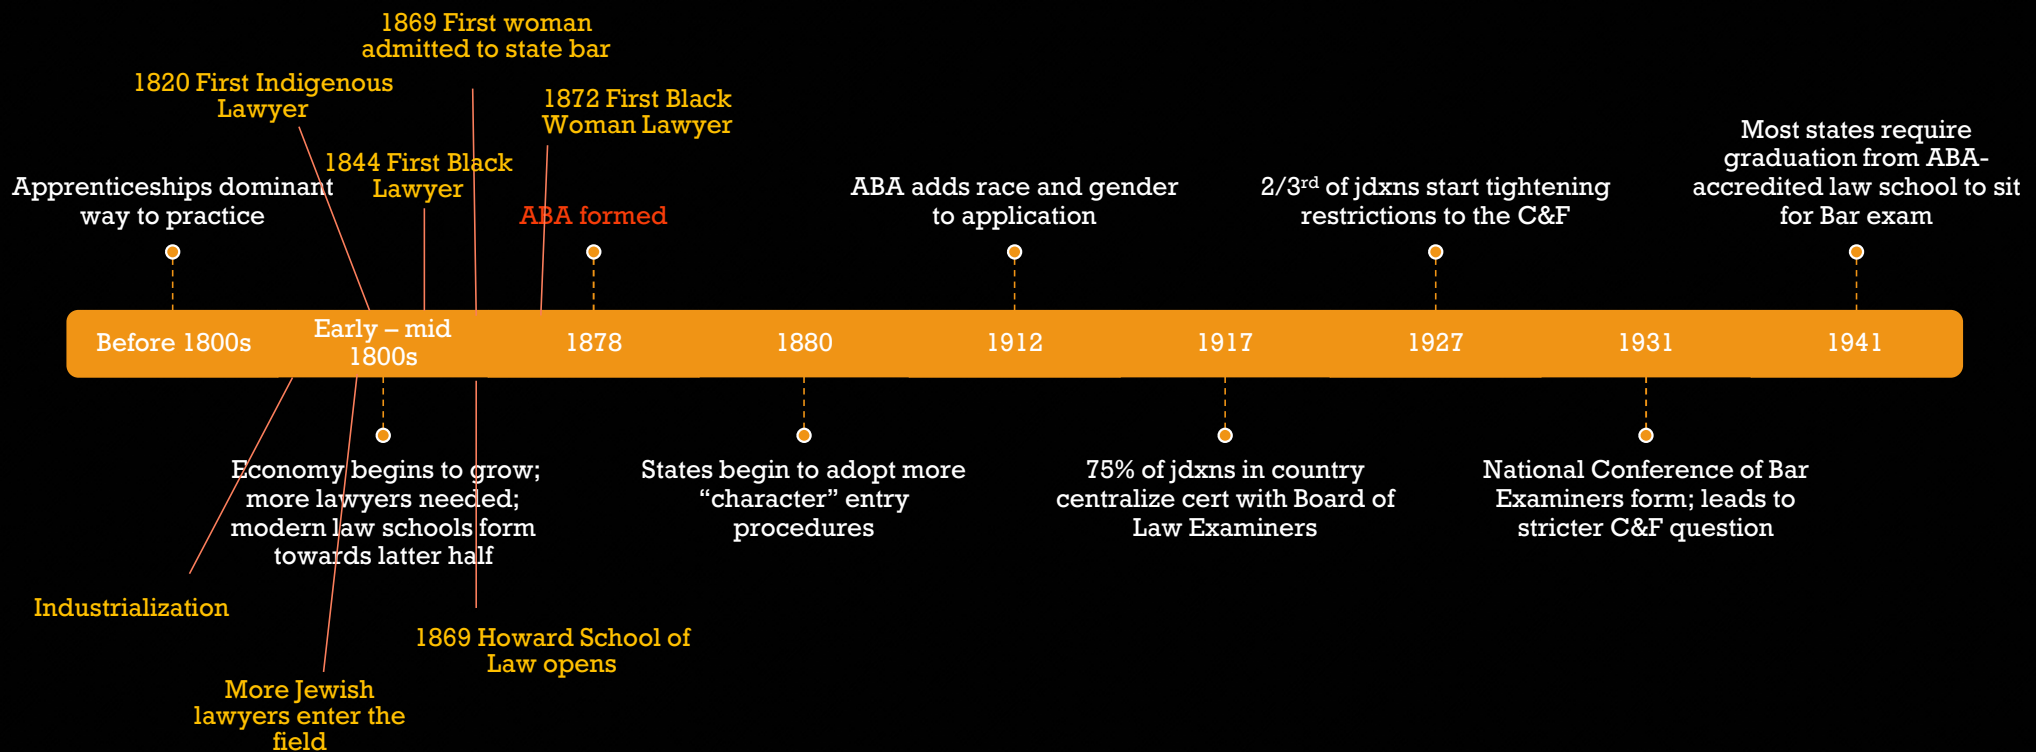 1869 First woman
admitted to state bar
1820 First Indigenous
Lawyer
1872 First Black
Woman Lawyer
1844 First Black
Lawyer
Apprenticeships dominant
way to practice
ABA formed
ABA adds race and gender
to application
2/3rd of jdxns start tightening
restrictions to the C&F
Most states require
graduation from ABA-
accredited law school to sit
for Bar exam
Before 1800s
Early – mid
1800s
1878
1880
1912
1917
1927
1931
1941
Economy begins to grow;
more lawyers needed;
modern law schools form
towards latter half
States begin to adopt more
“character” entry
procedures
75% of jdxns in country
centralize cert with Board of
Law Examiners
National Conference of Bar
Examiners form; leads to
stricter C&F question
Industrialization
1869 Howard School of
Law opens
More Jewish
lawyers enter the
field